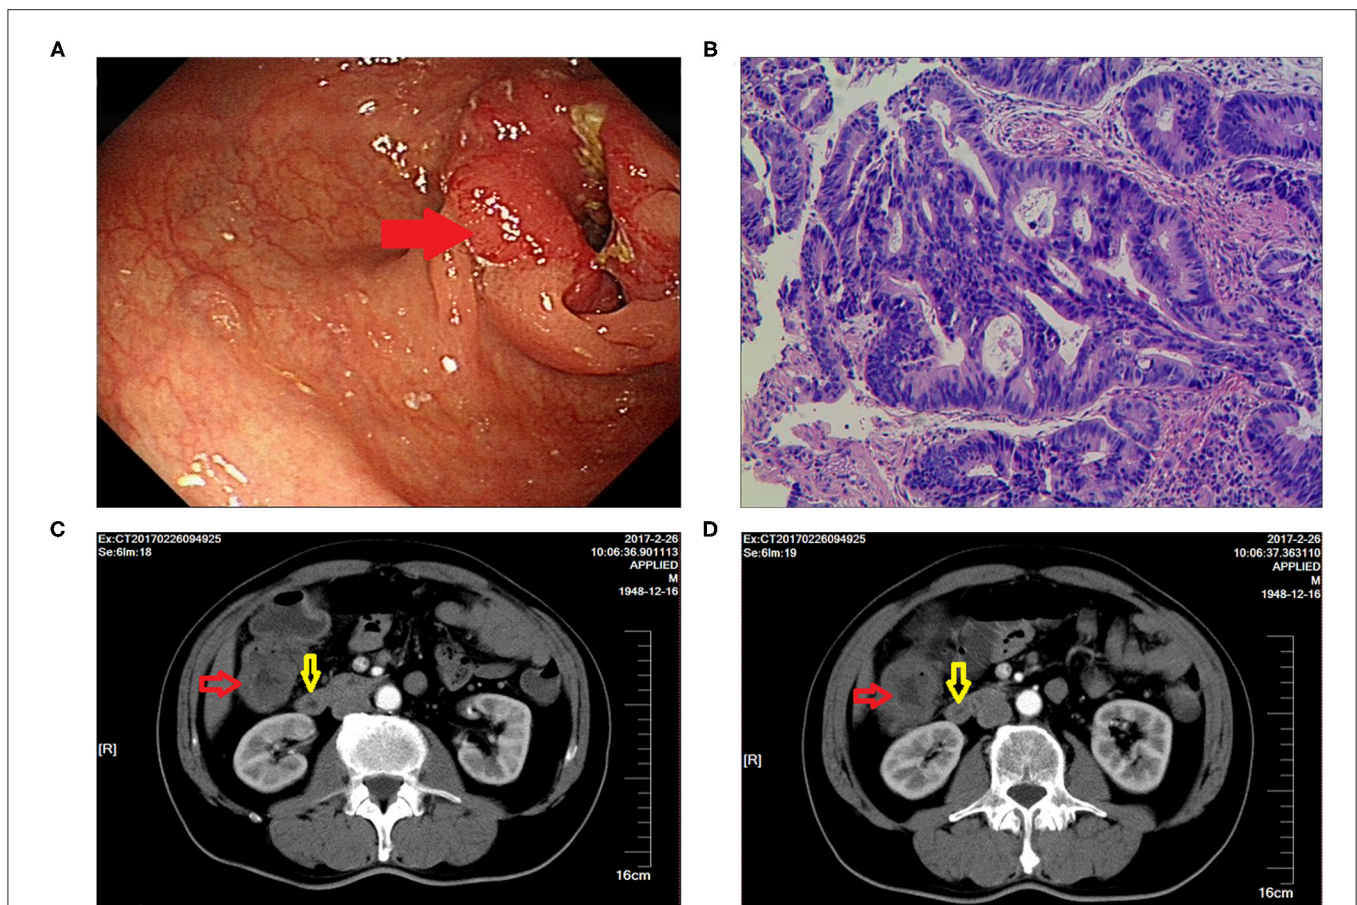 A
B
C
Ex:CT20170226094925
Se:6Im:18
2017-2-26
10:06:36.901113
APPLIED
M
1948-12-16
[R]
16cm
D
Ex:CT20170226094925
Se:6Im:19
2017-2-26
10:06:37.363110
APPLIED
M
1948-12-16
[R]
16cm